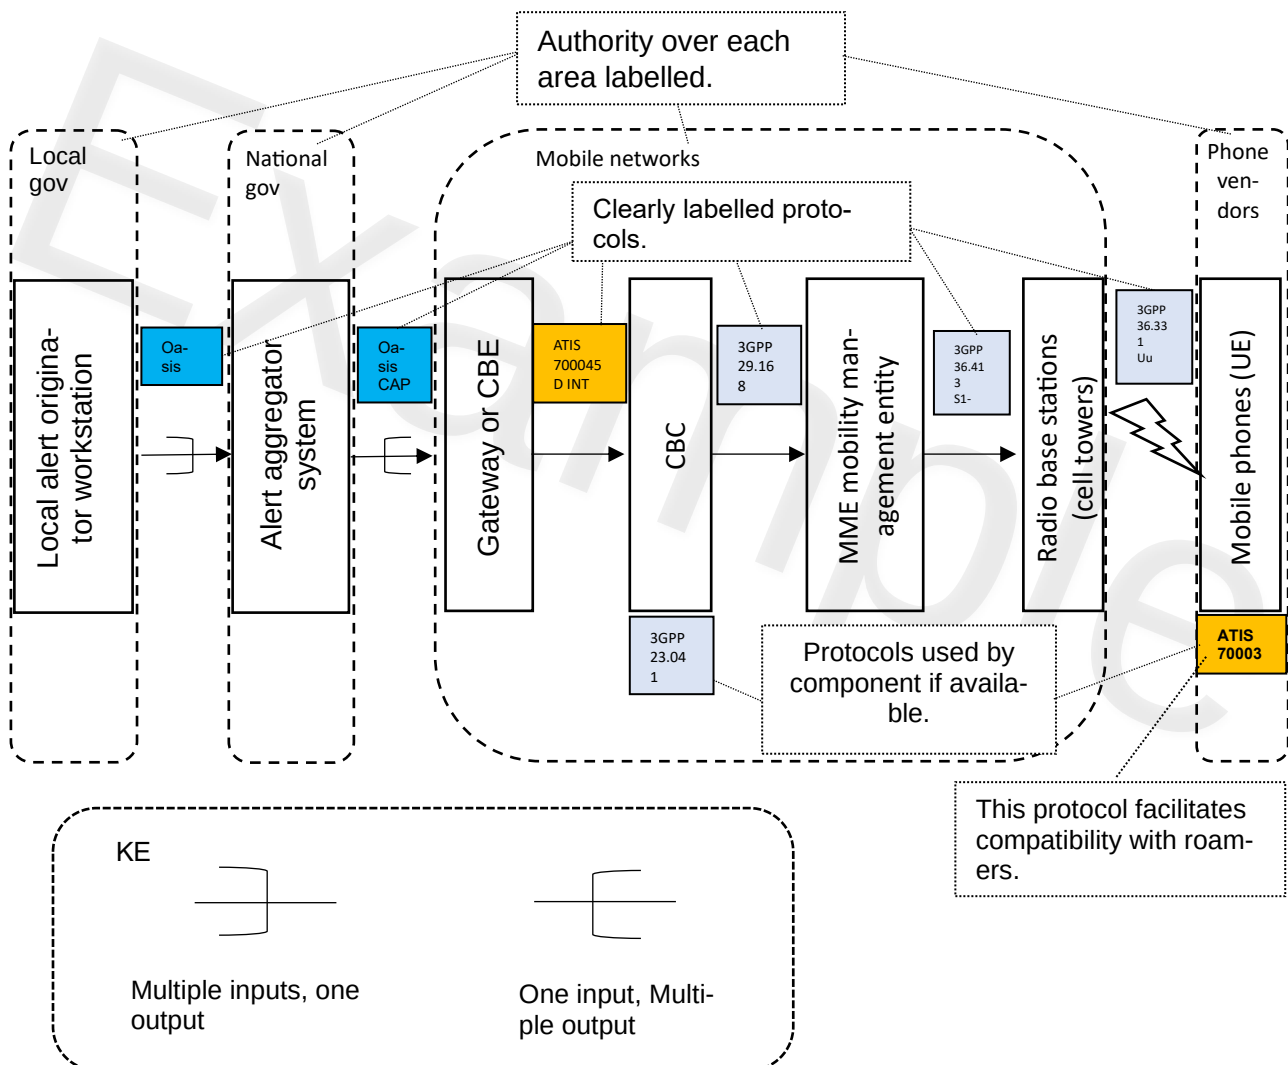 Authority over each
area labelled.
Local
gov
National
gov
Mobile networks
Phone
ven-
dors
Clearly labelled proto-
cols.
Local alert origina-
tor workstation
Oa-
sis
Alert aggregator
system
Oa-
sis
CAP
Gateway or CBE
ATIS
700045
D INT
CBC
3GPP
29.16
8
MME mobility man-
agement entity
3GPP
36.41
3
S1-
Radio base stations
(cell towers)
3GPP
36.33
1
Uu
Mobile phones (UE)
3GPP
23.04
1
Protocols used by
component if availa-
ble.
ATIS
70003
This protocol facilitates
compatibility with roam-
ers.
KE
Multiple inputs, one
output
One input, Multi-
ple output
Example